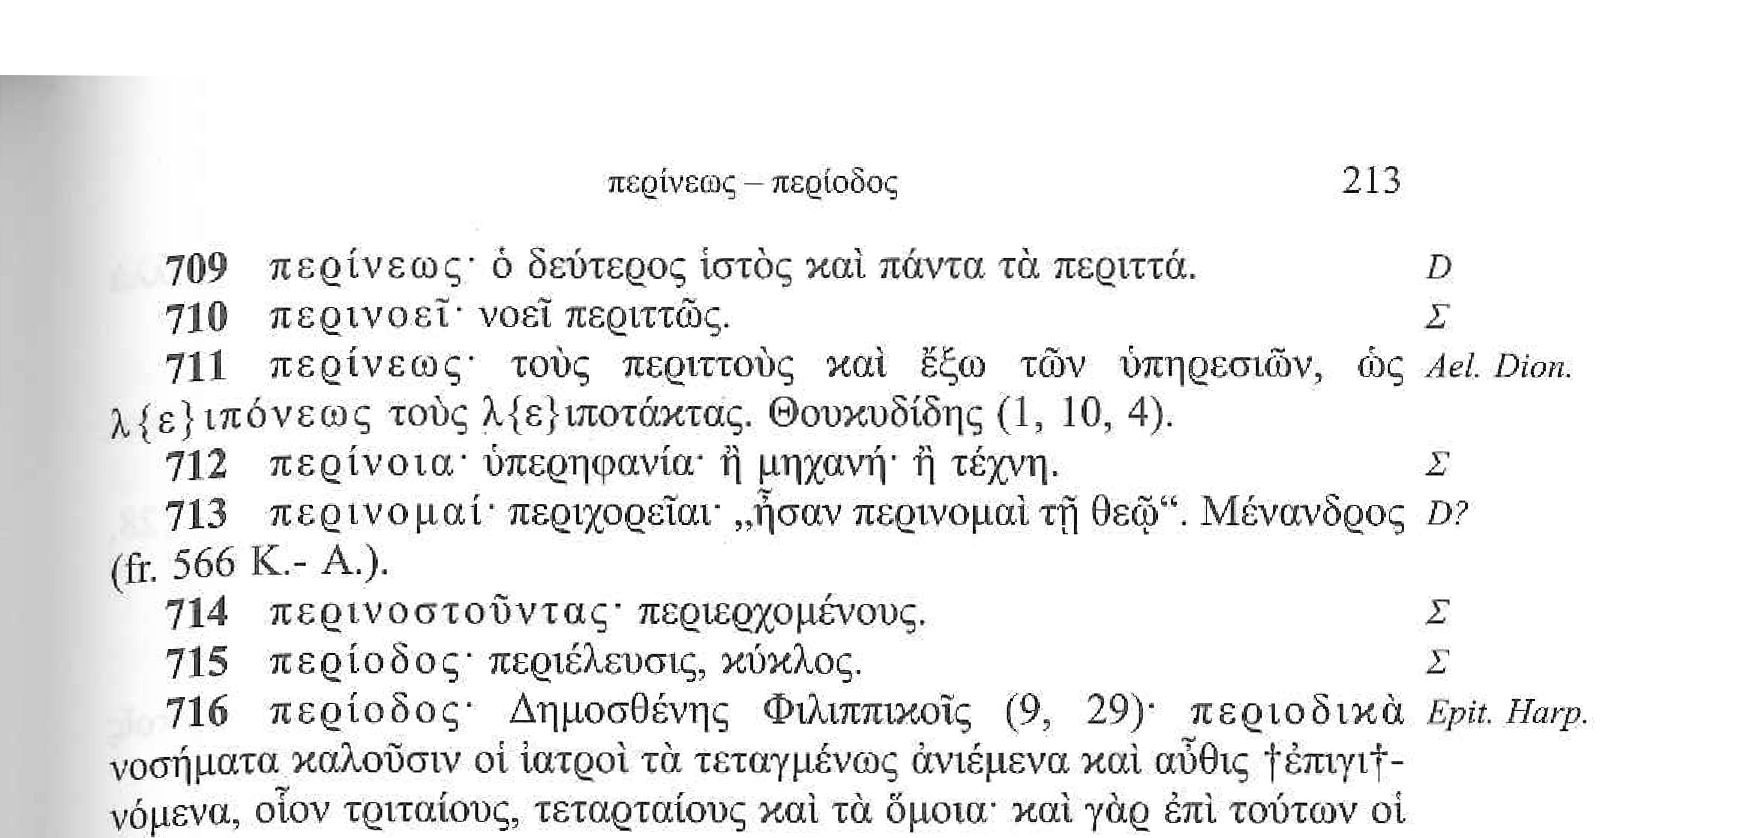 περίνεως – περίοδος 213
709 περίνεως· ὁ δεύτερος ἱστὸς καὶ πάντα τὰ περιττά. D
710 περινοεῖ· νοεῖ περιττῶς. Σ
711 περίνεως· τοὺς περιττοὺς καὶ ἔξω τῶν ὑπηρεσιῶν, ὡς Ael. Dion.
λ{ε}ιπόνεως τοὺς λ{ε}ιποτάκτας. Θουκυδίδης (1, 10, 4).
712 περίνοια· ὑπερηφανία· ἢ μηχανή· ἢ τέχνη. Σ
713 περινομαί· περιχορεῖαι· „ἦσαν περινομαὶ τῇ θεῷ“. Μένανδρος D?
(fr. 566 K.- A.).
714 περινοστοῦντας· περιερχομένους. Σ
715 περίοδος· περιέλευσις, κύκλος. Σ
716 περίοδος· Δημοσθένης Φιλιππικοῖς (9, 29)· περιοδικὰ Epit. Harp.
νοσήματα καλοῦσιν οἱ ἰατροὶ τὰ τεταγμένως ἀνιέμενα καὶ αὖθις †ἐπιγι†-
νόμενα, οἷον τριταίους, τεταρταίους καὶ τὰ ὅμοια· καὶ γὰρ ἐπὶ τούτων οἱ